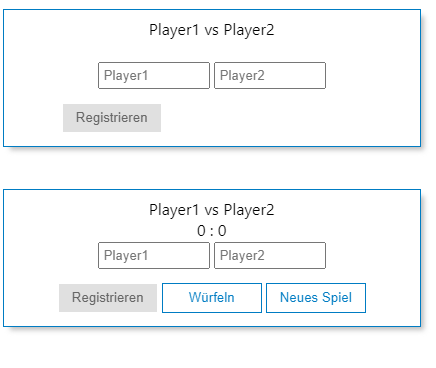 Player1 vs Player2
Player1 Player2
Registrieren
Player1 vs Player2
0 : 0
Player1 Player2
Registrieren Würfeln Neues Spiel